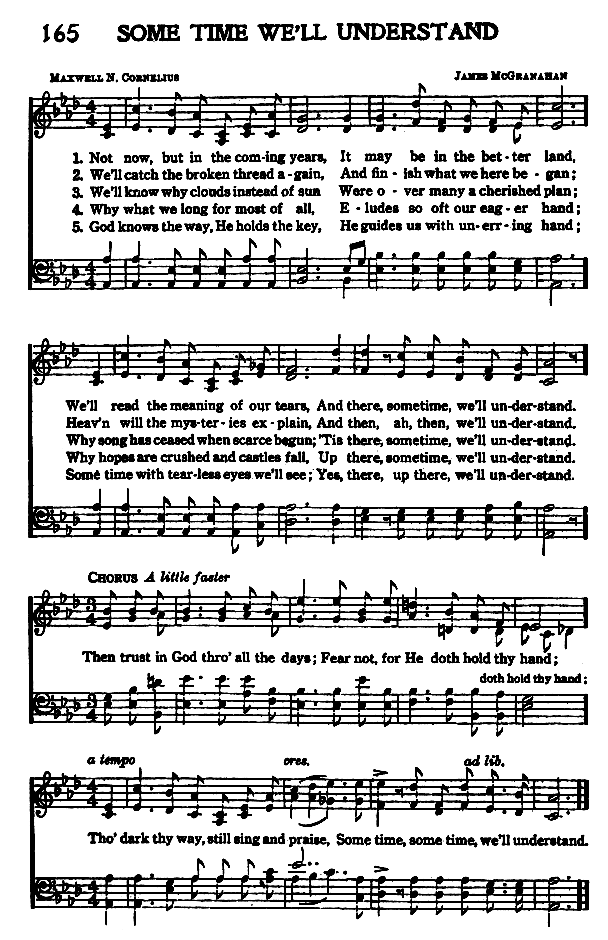 165 SOME TIME WE'LL UNDERSTAND
MAXWELL N. CORNELIUS JAMES McGRANAHAN
1. Not now, but in the com-ing years, It may be in the bet-ter land,
2. We'll catch the broken thread a-gain, And fin-ish what we here be-gan;
3. We'll know why clouds instead of sun Were o-ver many a cherished plan;
4. Why what we long for most of all, E-ludes so oft our eag-er hand;
5. God knows the way, He holds the key, He guides us with un-err-ing hand;
We'll read the meaning of our tears, And there, sometime, we'll un-der-stand.
Heav'n will the mys-ter-ies ex-plain, And then, ah, then, we'll un-der-stand.
Why song has ceased when scarce begun; 'Tis there, sometime, we'll un-der-stand.
Why hopes are crushed and castles fall, Up there, sometime, we'll un-der-stand.
Some time with tear-less eyes we'll see; Yes, there, up there, we'll un-der-stand.
CHORUS A little faster
Then trust in God thro' all the days; Fear not, for He doth hold thy hand;
doth hold thy hand;
a tempo cres. ad lib.
Tho' dark thy way, still sing and praise, Some time, some time, we'll understand.